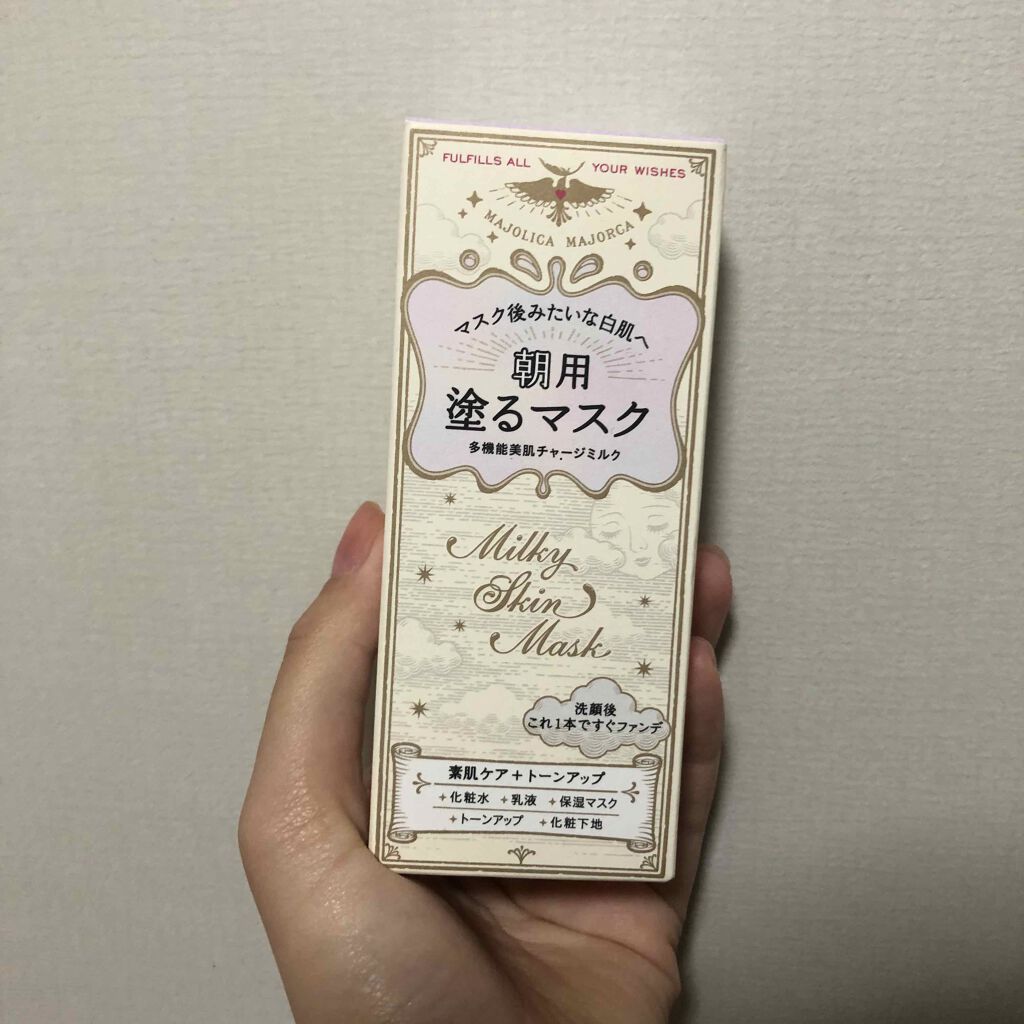 FULFILLS ALL YOUR WISHES
MAJOLICA MAJORCA
マスク後みたいな白肌へ
朝用
塗るマスク
多機能美肌チャージミルク
Milky
Skin
Mask
洗顔後
これ1本ですぐファンデ
素肌ケア+トーンアップ
+化粧水 +乳液 +保湿マスク
+トーンアップ +化粧下地